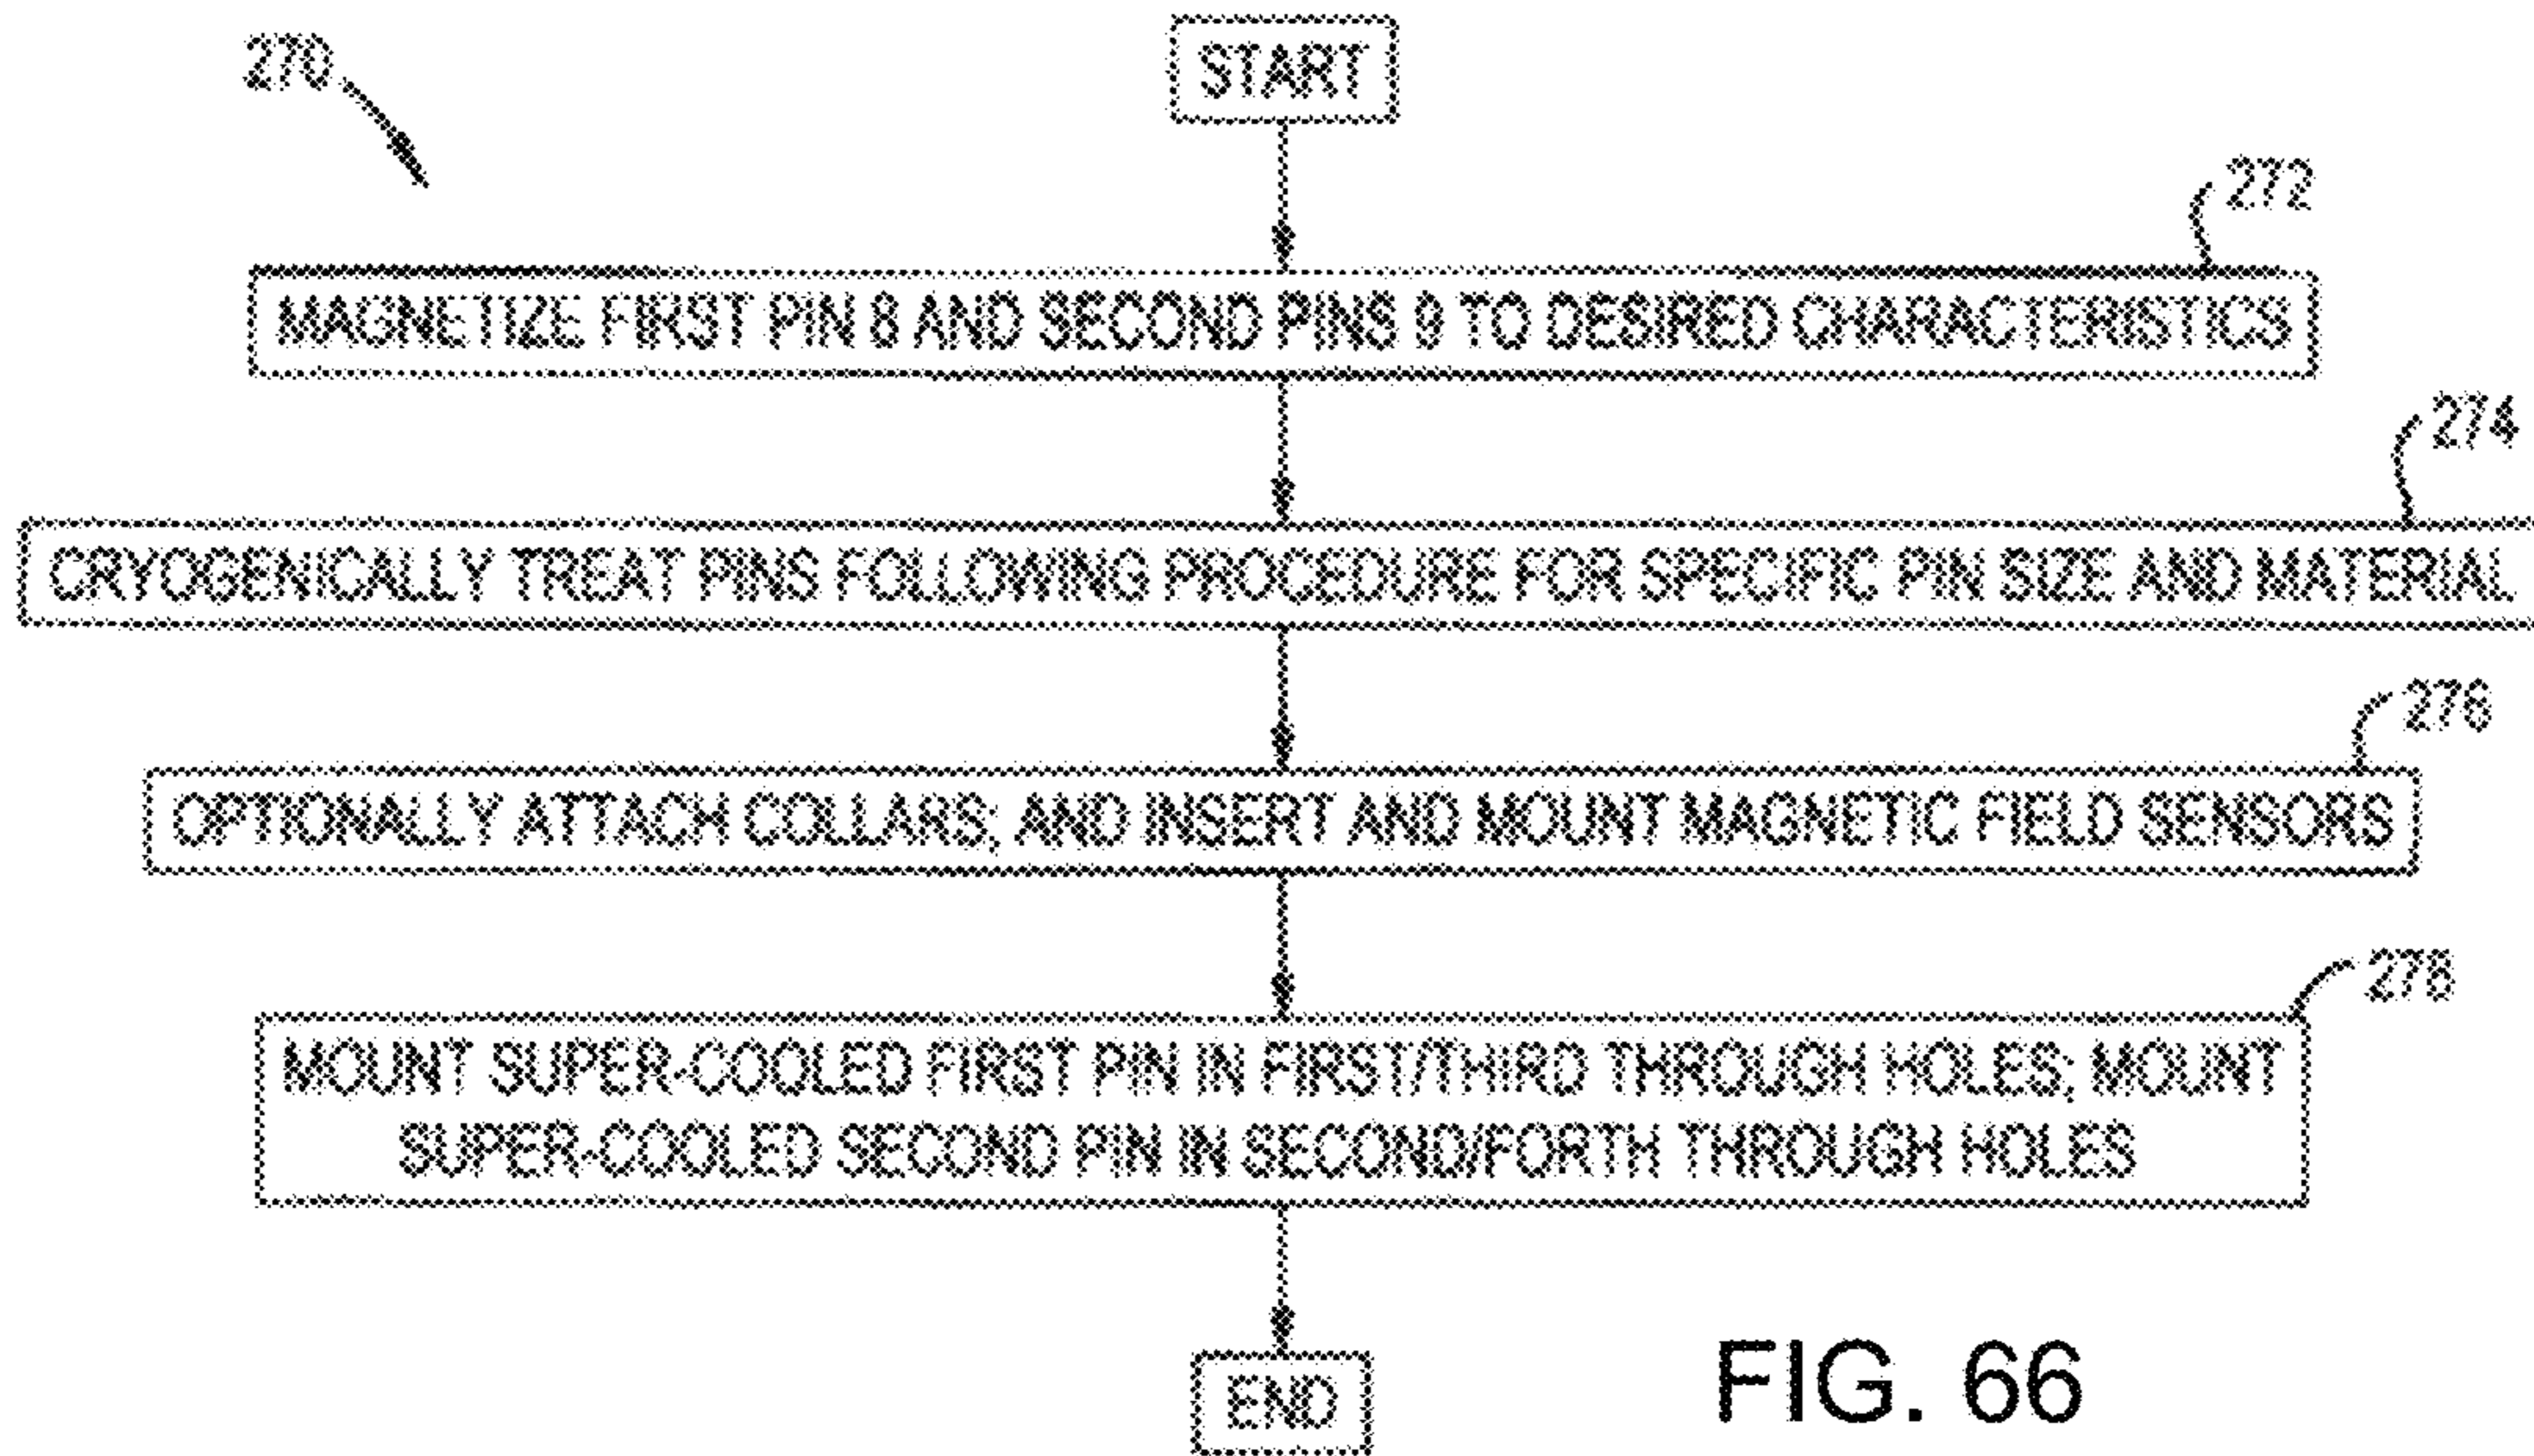 270
START
272
MAGNETIZE FIRST PIN 8 AND SECOND PINS 9 TO DESIRED CHARACTERISTICS
274
CRYOGENICALLY TREAT PINS FOLLOWING PROCEDURE FOR SPECIFIC PIN SIZE AND MATERIAL
276
OPTIONALLY ATTACH COLLARS; AND INSERT AND MOUNT MAGNETIC FIELD SENSORS
278
MOUNT SUPER-COOLED FIRST PIN IN FIRST/THIRD THROUGH HOLES; MOUNT
SUPER-COOLED SECOND PIN IN SECOND/FORTH THROUGH HOLES
END
FIG. 66